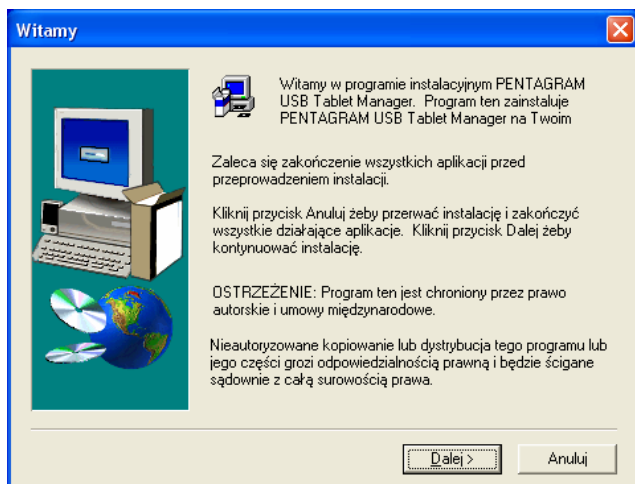 Witamy
Witamy w programie instalacyjnym PENTAGRAM
USB Tablet Manager. Program ten zainstaluje
PENTAGRAM USB Tablet Manager na Twoim
Zaleca się zakończenie wszystkich aplikacji przed
przeprowadzeniem instalacji.
Kliknij przycisk Anuluj żeby przerwać instalację i zakończyć
wszystkie działające aplikacje. Kliknij przycisk Dalej żeby
kontynuować instalację.
OSTRZEŻENIE: Program ten jest chroniony przez prawo
autorskie i umowy międzynarodowe.
Nieautoryzowane kopiowanie lub dystrybucja tego programu lub
jego części grozi odpowiedzialnością prawną i będzie ścigane
sądownie z całą surowością prawa.
Dalej > Anuluj